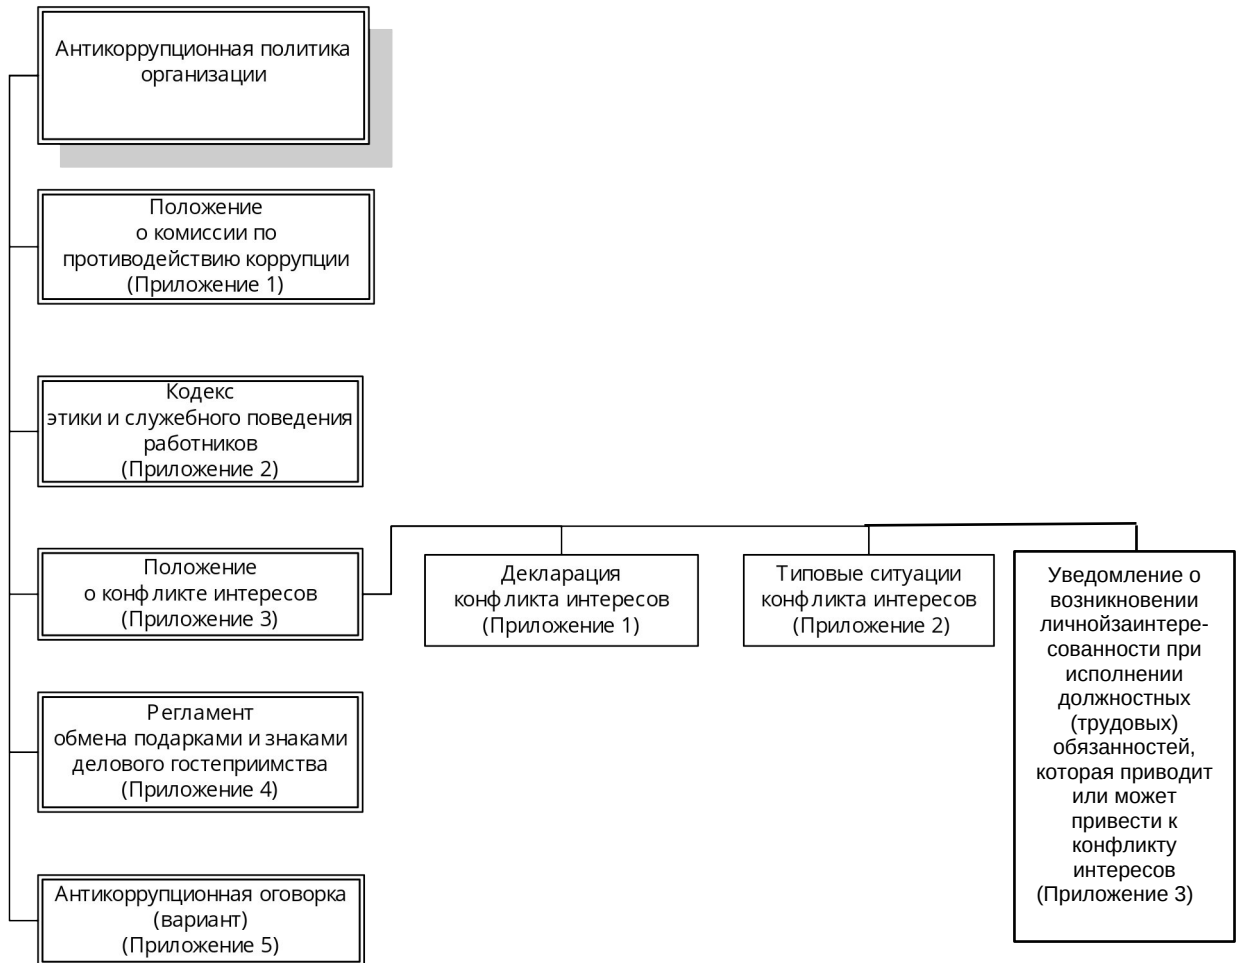 Антикоррупционная политика
организации
Положение
о комиссии по
противодействию коррупции
(Приложение 1)
Кодекс
этики и служебного поведения
работников
(Приложение 2)
Положение
о конфликте интересов
(Приложение 3)
Декларация
конфликта интересов
(Приложение 1)
Типовые ситуации
конфликта интересов
(Приложение 2)
Уведомление о
возникновении
личнойзаинтере-
сованности при
исполнении
должностных
(трудовых)
обязанностей,
которая приводит
или может
привести к
конфликту
интересов
(Приложение 3)
Регламент
обмена подарками и знаками
делового гостеприимства
(Приложение 4)
Антикоррупционная оговорка
(вариант)
(Приложение 5)